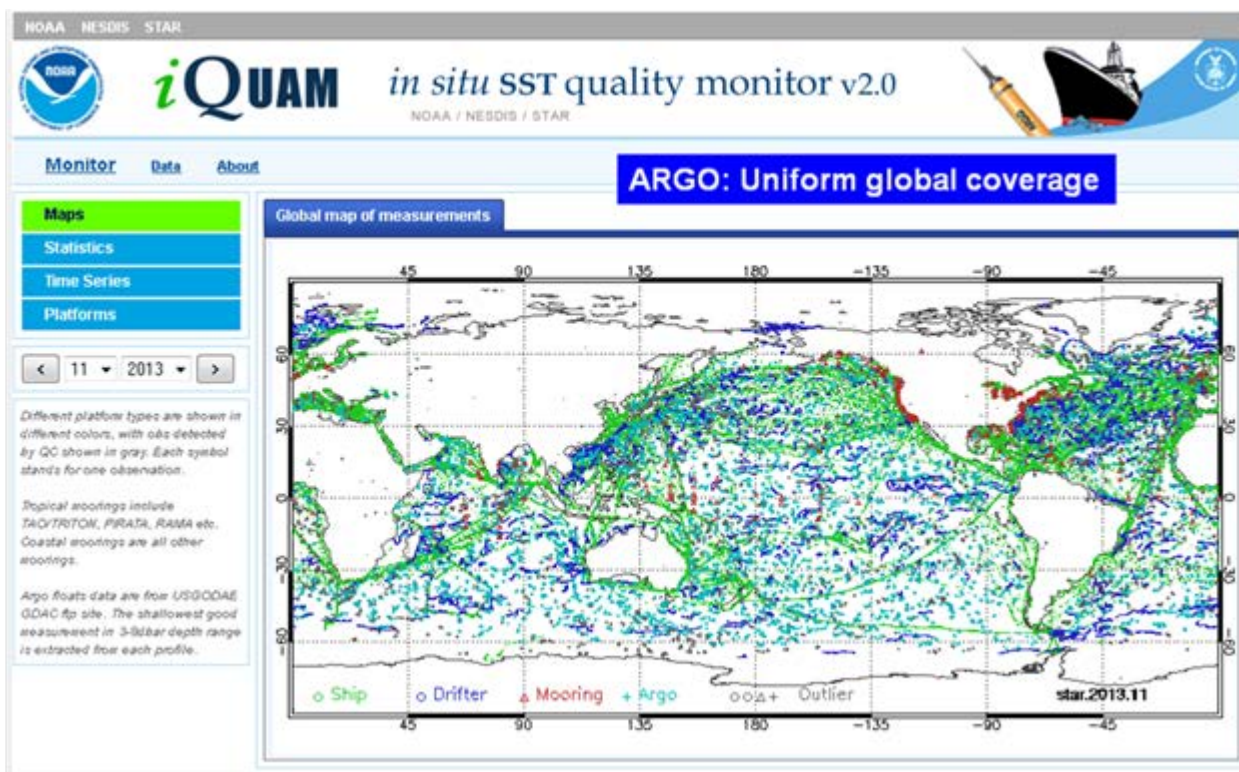 NOAA NESDIS STAR
NOAA
iQUAM
in situ SST quality monitor v2.0
NOAA / NESDIS / STAR
Monitor Data About
ARGO: Uniform global coverage
Maps
Statistics
Time Series
Platforms
< 11 2013 >
Different platform types are shown in
different colors, with obs detected
by QC shown in gray. Each symbol
stands for one observation.
Tropical moorings include
TAO/TRITON, PIRATA, RAMA etc.
Coastal moorings are all other
moorings.
Argo floats data are from USGODAE
GDAC ftp site. The shallowest good
measurement in 3-9dbar depth range
is extracted from each profile.
Global map of measurements
45 90 135 180 -135 -90 -45
60 60
30 30
0 0
-30 -30
-60 -60
Ship Drifter Mooring Argo Outlier star.2013.11
45 90 135 180 -135 -90 -45